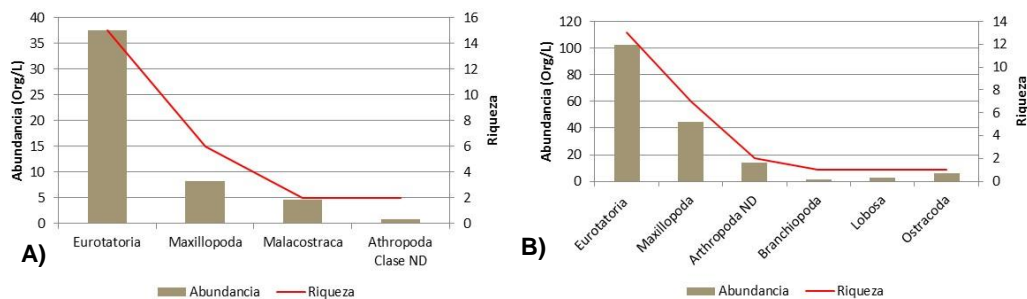 40
35
30
25
20
15
10
5
0
Abundancia (Org/L)
16
14
12
10
8
6
4
2
0
Riqueza
Eurotatoria Maxillopoda Malacostraca Athropoda
Clase ND
A)
Abundancia Riqueza
120
100
80
60
40
20
0
Abundancia (Org/L)
14
12
10
8
6
4
2
0
Riqueza
Eurotatoria
Maxillopoda
Arthropoda ND
Branchiopoda
Lobosa
Ostracoda
B)
Abundancia Riqueza